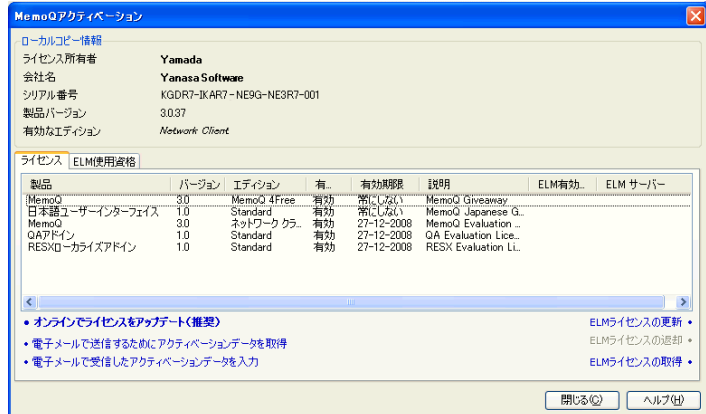 MemoQアクティベーション
ローカルコピー情報
ライセンス所有者 Yamada
会社名 Yanasa Software
シリアル番号 KGDR7-IKAR7-NE9G-NE3R7-001
製品バージョン 3.0.37
有効なエディション Network Client
ライセンス ELM使用資格
製品 バージョン エディション 有... 有効期限 説明 ELM有効... ELM サーバー
MemoQ 3.0 MemoQ 4Free 有効 常にしない MemoQ Giveaway
日本語ユーザーインターフェイス 1.0 Standard 有効 常にしない MemoQ Japanese G...
MemoQ 3.0 ネットワーク クラ... 有効 27-12-2008 MemoQ Evaluation ...
QAアドイン 1.0 Standard 有効 27-12-2008 QA Evaluation Lice...
RESXローカライズアドイン 1.0 Standard 有効 27-12-2008 RESX Evaluation Li...
• オンラインでライセンスをアップデート(推奨) ELMライセンスの更新 •
• 電子メールで送信するためにアクティベーションデータを取得 ELMライセンスの返却 •
• 電子メールで受信したアクティベーションデータを入力 ELMライセンスの取得 •
閉じる(C) ヘルプ(H)